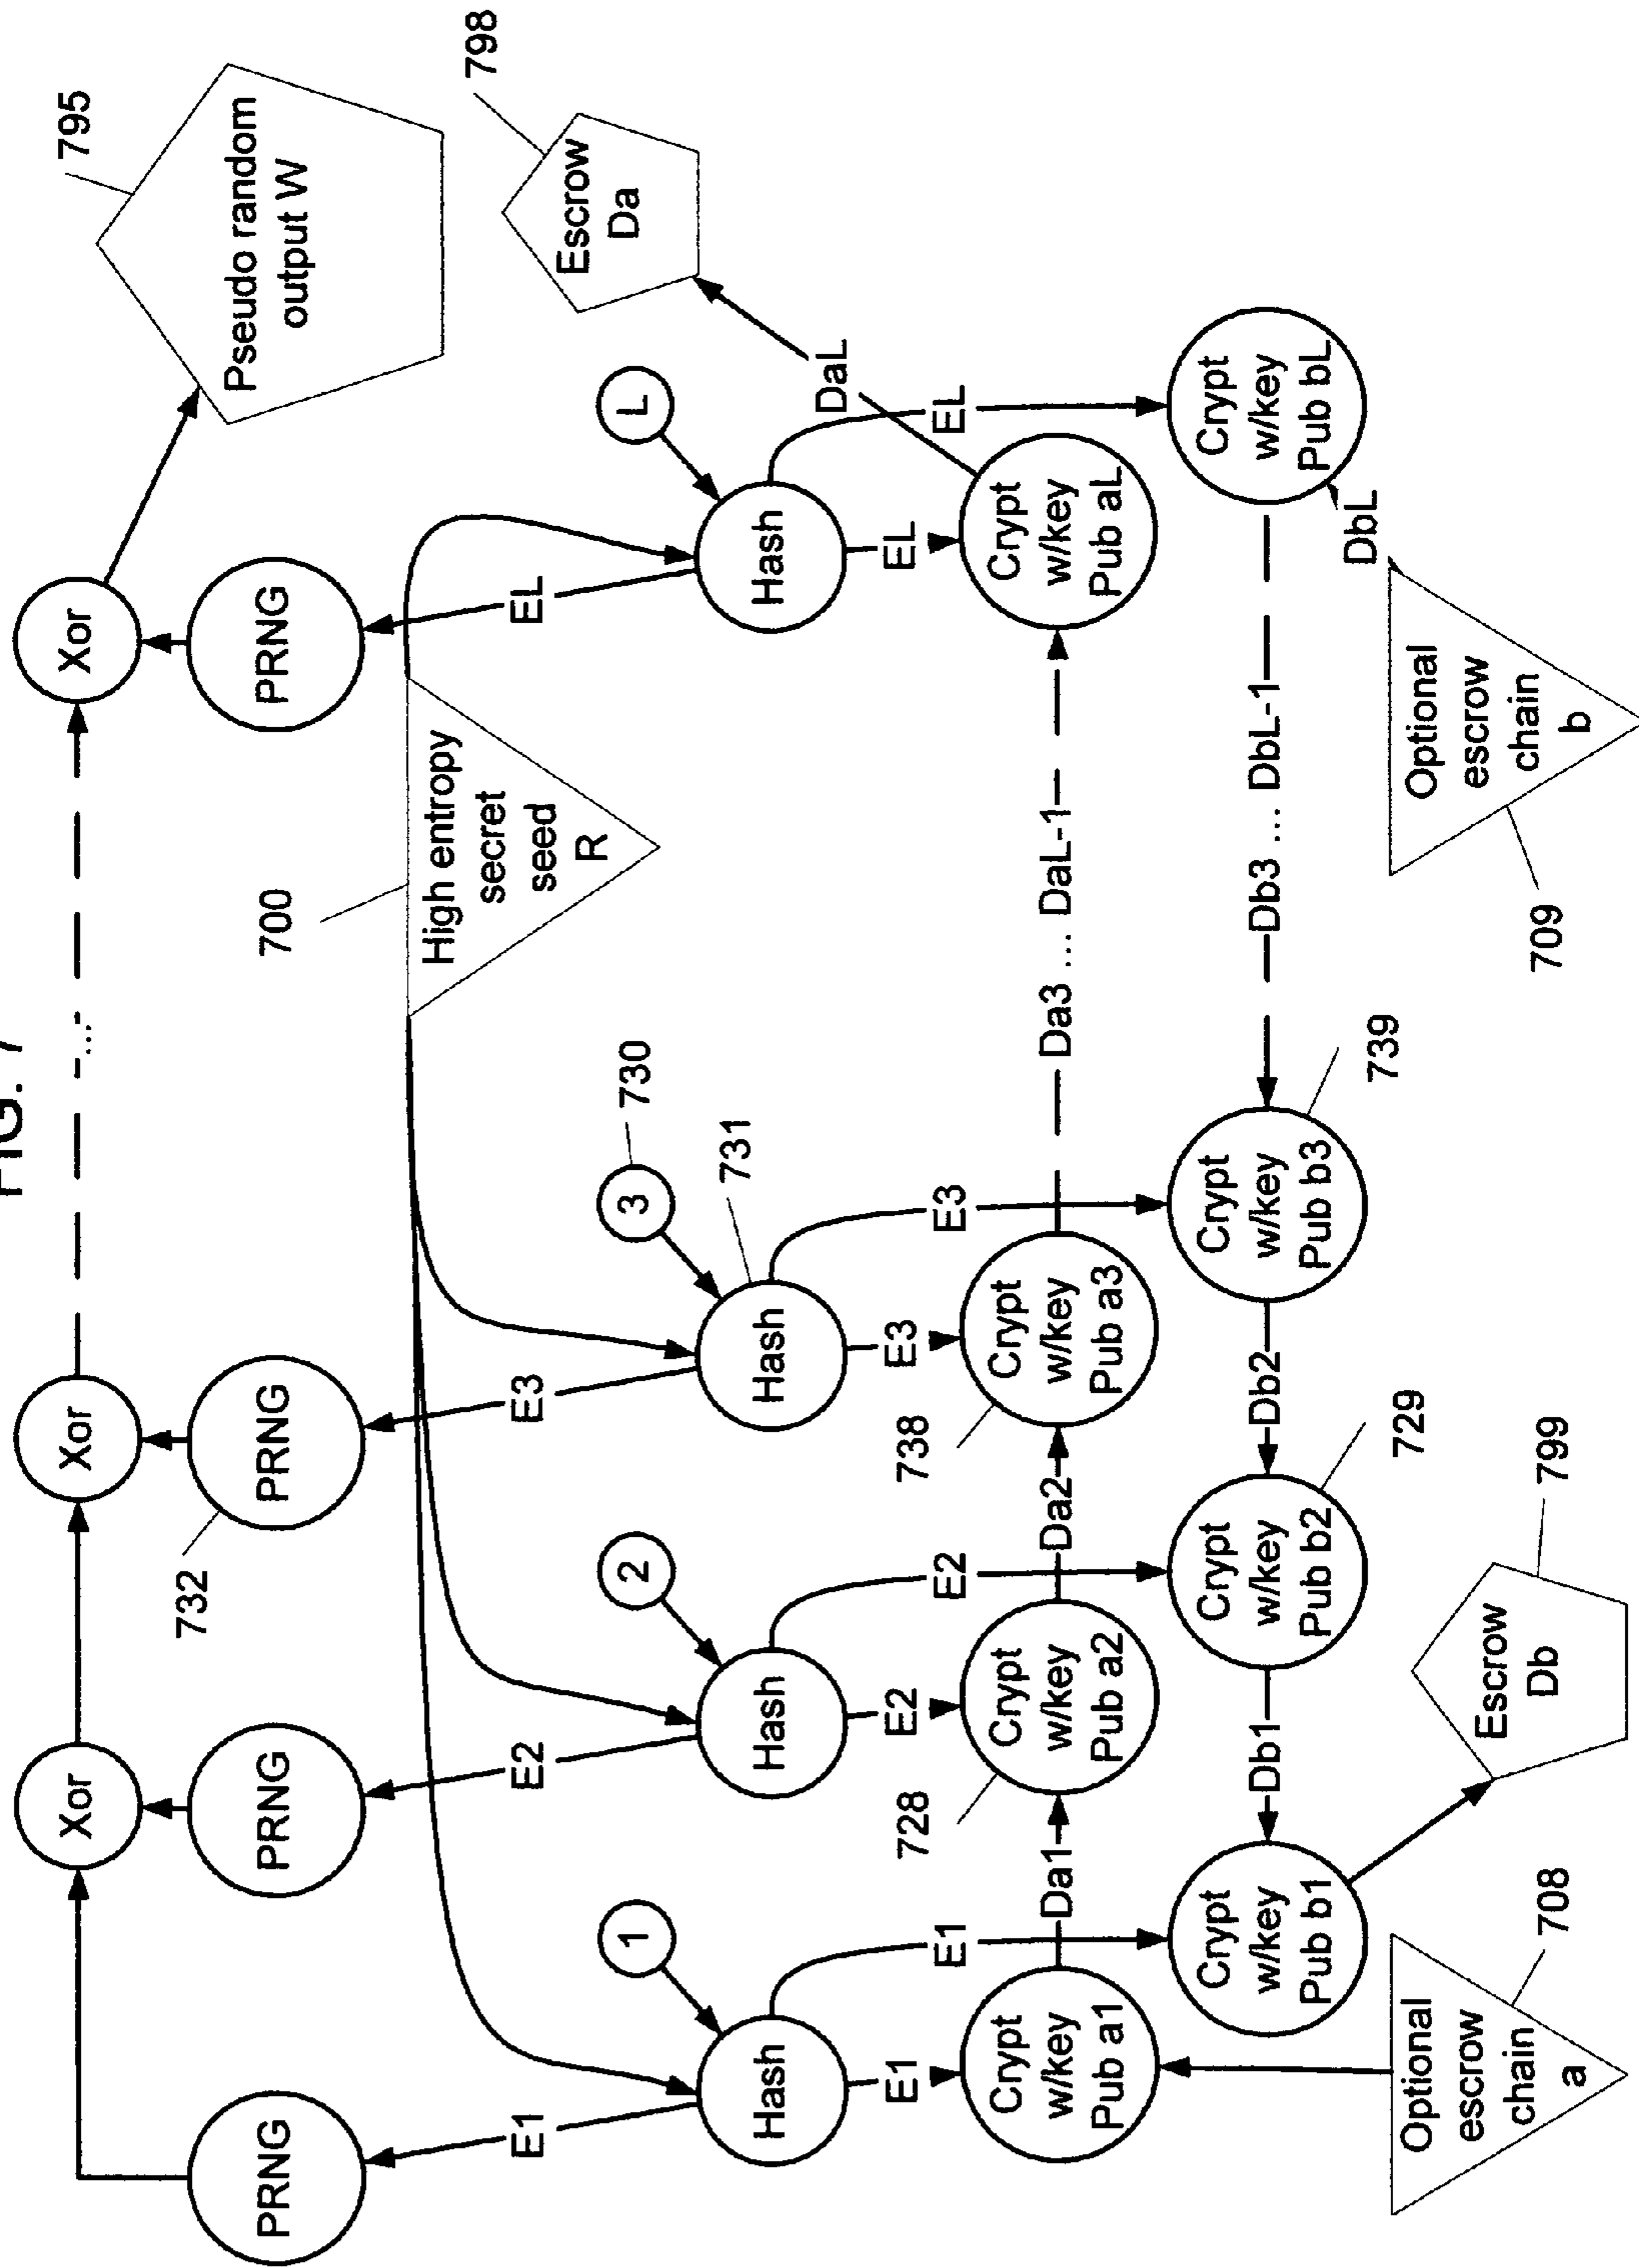 FIG. 7
Xor
Xor
...
Xor
PRNG
PRNG
732
PRNG
PRNG
Pseudo random
output W
795
700
High entropy
secret
seed
R
E1
E2
E3
EL
Escrow
Da
798
1
2
3
730
L
Hash
Hash
Hash
731
Hash
DaL
E1
E1
E2
E2
E3
E3
EL
EL
728
738
Crypt
w/key
Pub a1
Da1
Crypt
w/key
Pub a2
Da2
Crypt
w/key
Pub a3
Da3 ... DaL-1
Crypt
w/key
Pub aL
Crypt
w/key
Pub b1
Db1
Crypt
w/key
Pub b2
Db2
Crypt
w/key
Pub b3
Db3 ... DbL-1
Crypt
w/key
Pub bL
729
739
DbL
Optional
escrow
chain
a
708
Escrow
Db
799
709
Optional
escrow
chain
b